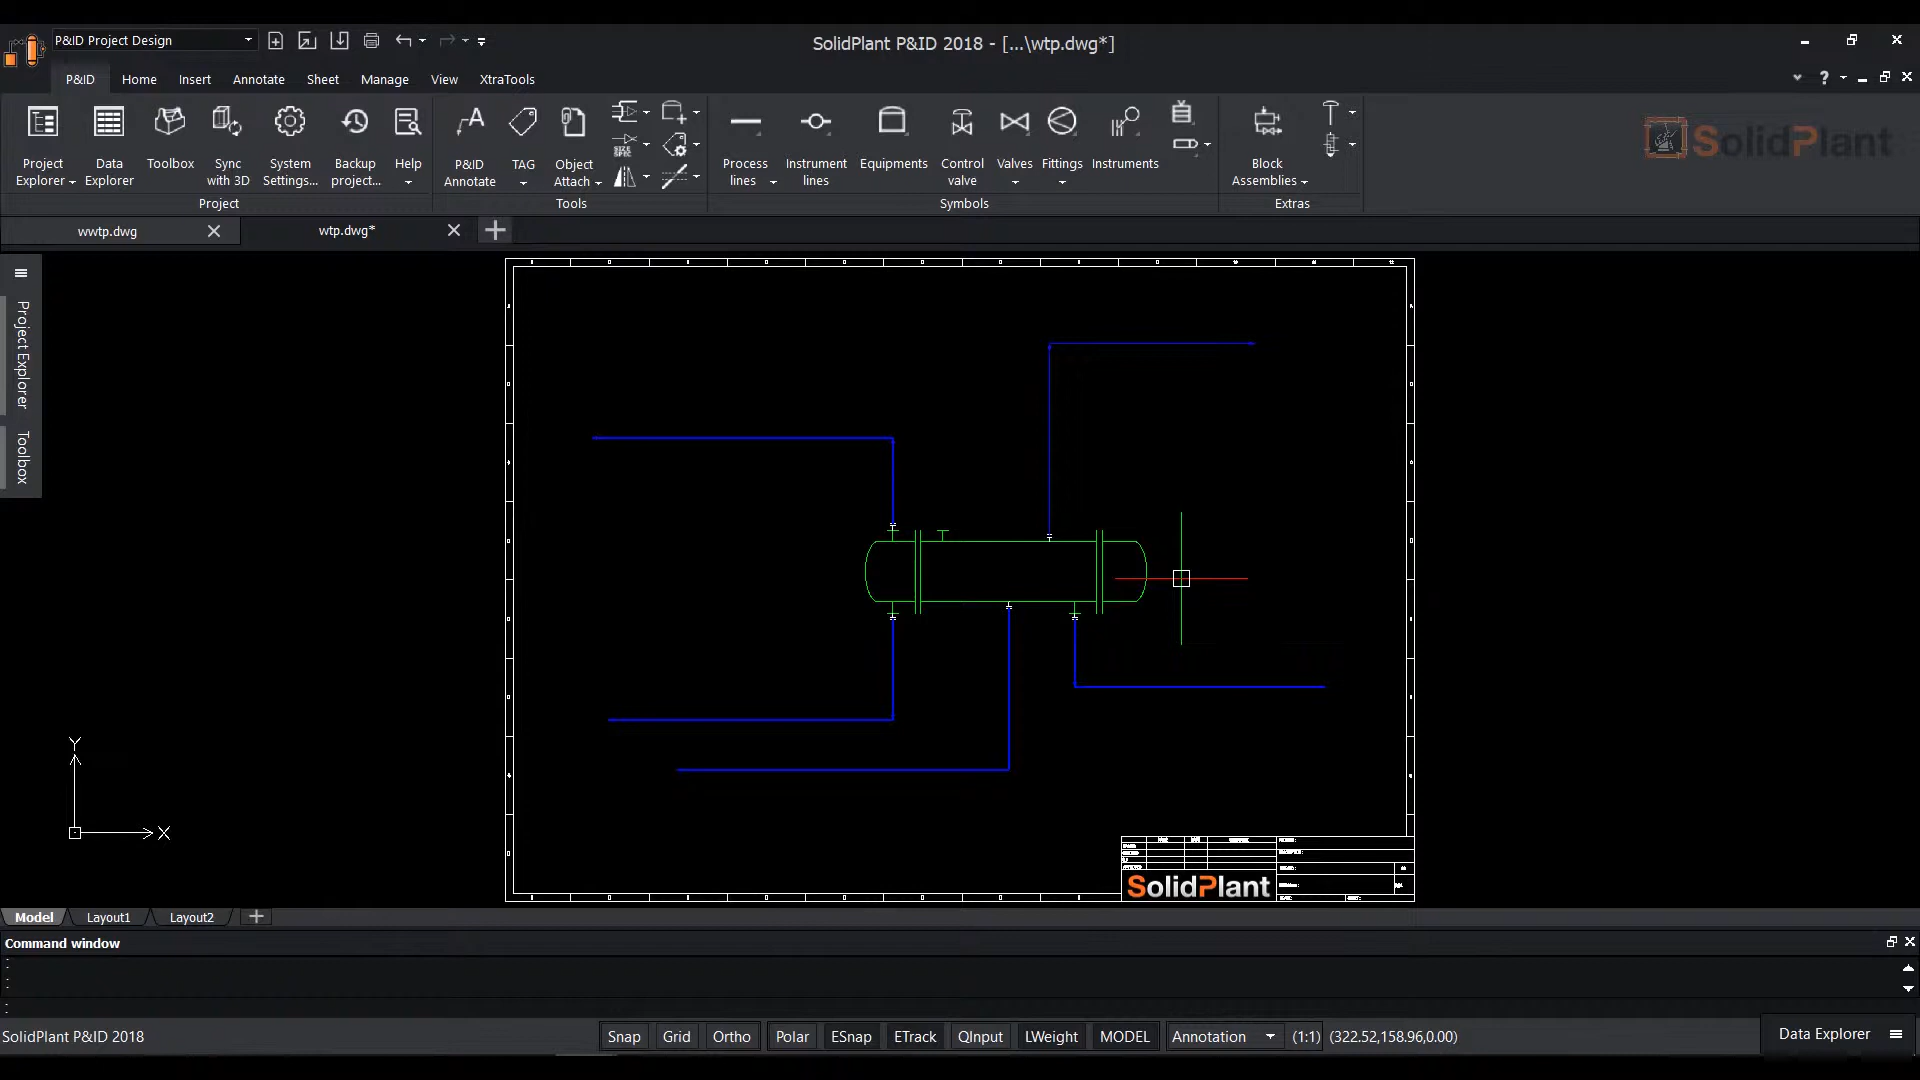 P&ID Project Design
SolidPlant P&ID 2018 - [...\wtp.dwg*]
P&ID Home Insert Annotate Sheet Manage View XtraTools
Project Explorer
Data Explorer
Toolbox
Sync with 3D
System Settings...
Backup project...
Help
P&ID Annotate
TAG
Object Attach
Process lines
Instrument lines
Equipments
Control valve
Valves
Fittings
Instruments
Block Assemblies
Project
Tools
Symbols
Extras
SolidPlant
wwtp.dwg
wtp.dwg*
Project Explorer
Toolbox
Y
X
SolidPlant
Model
Layout1
Layout2
Command window
:
:
:
SolidPlant P&ID 2018
Snap Grid Ortho Polar ESnap ETrack QInput LWeight MODEL Annotation (1:1) (322.52,158.96,0.00)
Data Explorer